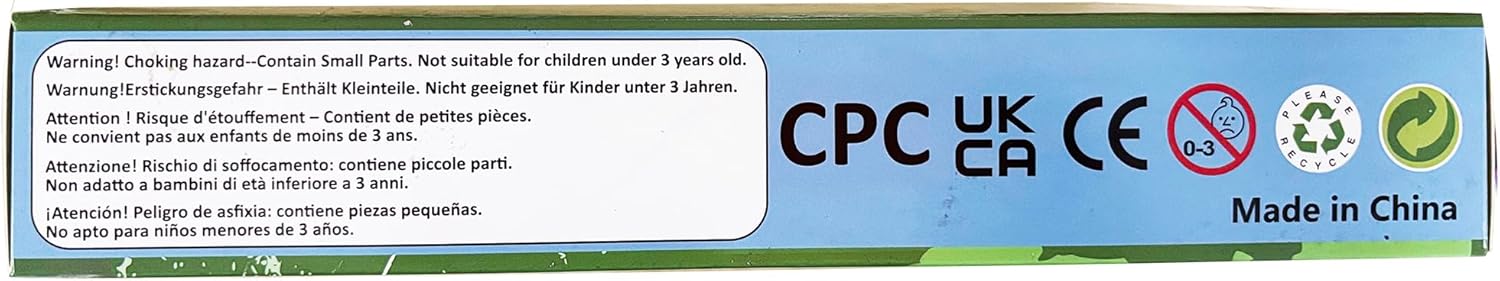 Warning! Choking hazard--Contain Small Parts. Not suitable for children under 3 years old.
Warnung!Erstickungsgefahr – Enthält Kleinteile. Nicht geeignet für Kinder unter 3 Jahren.
Attention ! Risque d'étouffement – Contient de petites pièces.
Ne convient pas aux enfants de moins de 3 ans.
Attenzione! Rischio di soffocamento: contiene piccole parti.
Non adatto a bambini di età inferiore a 3 anni.
¡Atención! Peligro de asfixia: contiene piezas pequeñas.
No apto para niños menores de 3 años.
CPC
UK
CA
CE
0-3
PLEASE
RECYCLE
Made in China